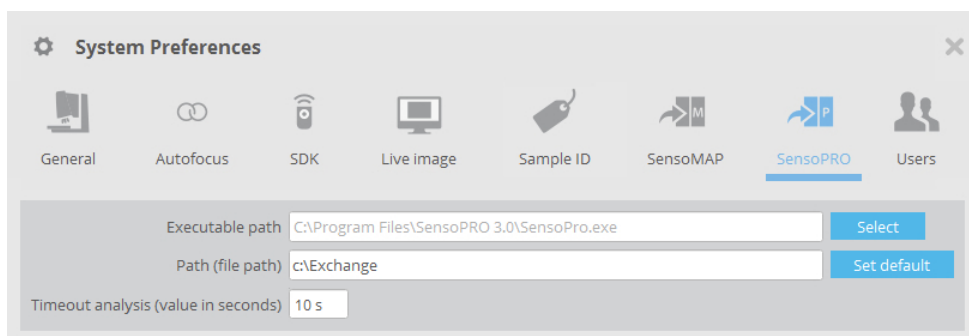 System Preferences
M P
General Autofocus SDK Live image Sample ID SensoMAP SensoPRO Users
Executable path C:\Program Files\SensoPRO 3.0\SensoPro.exe Select
Path (file path) c:\Exchange Set default
Timeout analysis (value in seconds) 10 s